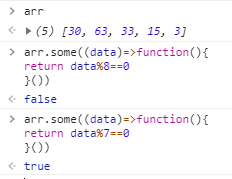 > arr
< ▶ (5) [30, 63, 33, 15, 3]
> arr.some((data)=>function(){
return data%8==0
}())
< false
> arr.some((data)=>function(){
return data%7==0
}())
< true